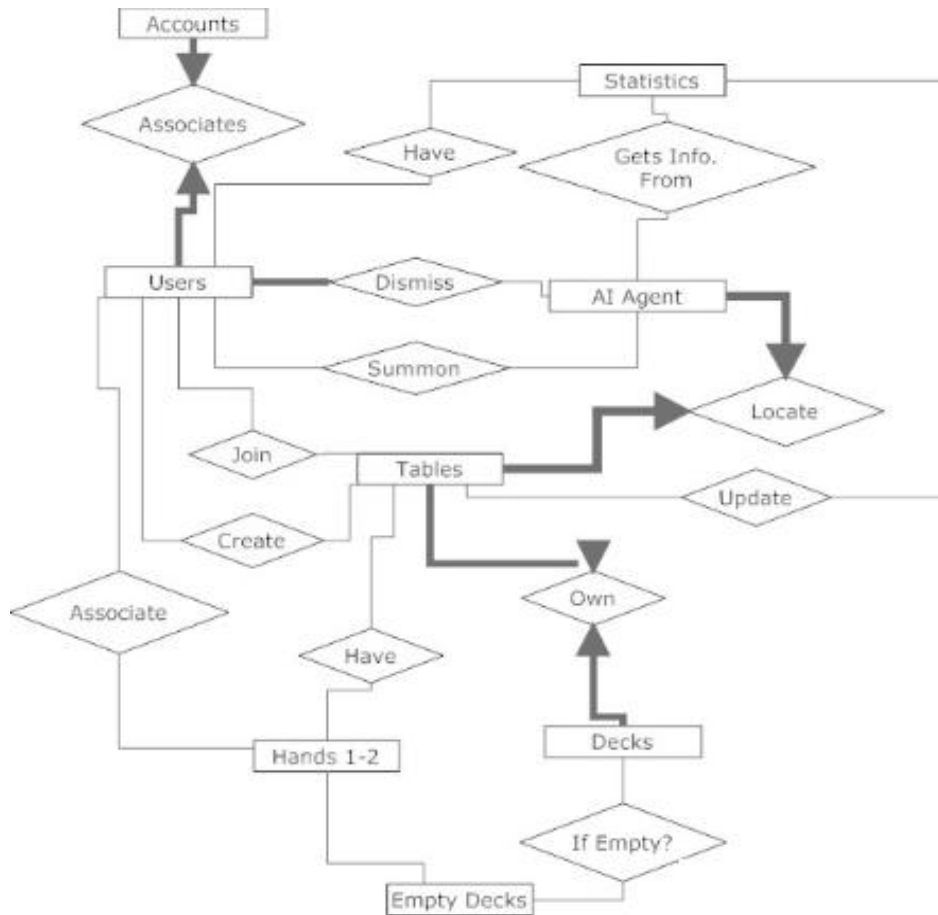 Accounts
Statistics
Associates
Have
Gets Info.
From
Users
Dismiss
AI Agent
Summon
Locate
Join
Tables
Update
Create
Own
Associate
Have
Decks
Hands 1-2
If Empty?
Empty Decks